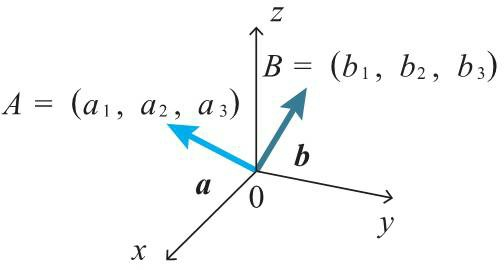 z
B = (b1, b2, b3)
A = (a1, a2, a3)
b
a
0
y
x